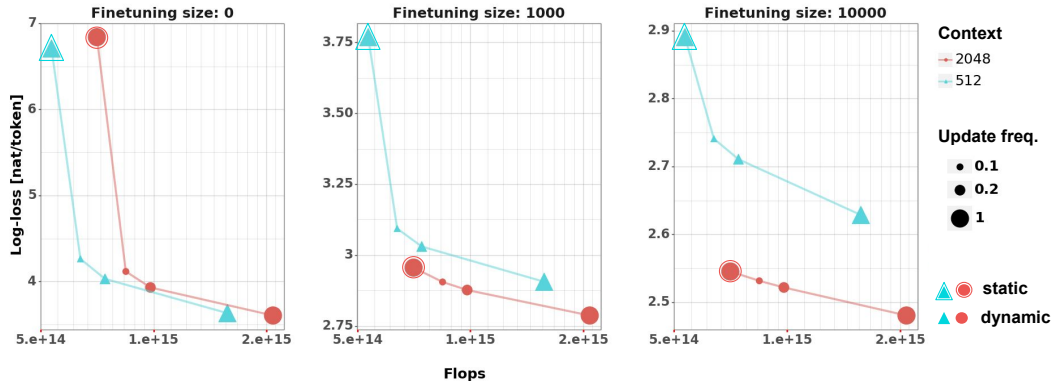 Finetuning size: 0
Finetuning size: 1000
Finetuning size: 10000
Log-loss [nat/token]
7
6
5
4
5.e+14
1.e+15
2.e+15
3.75
3.50
3.25
3
2.75
5.e+14
1.e+15
2.e+15
2.9
2.8
2.7
2.6
2.5
5.e+14
1.e+15
2.e+15
Flops
Context
2048
512
Update freq.
0.1
0.2
1
static
dynamic